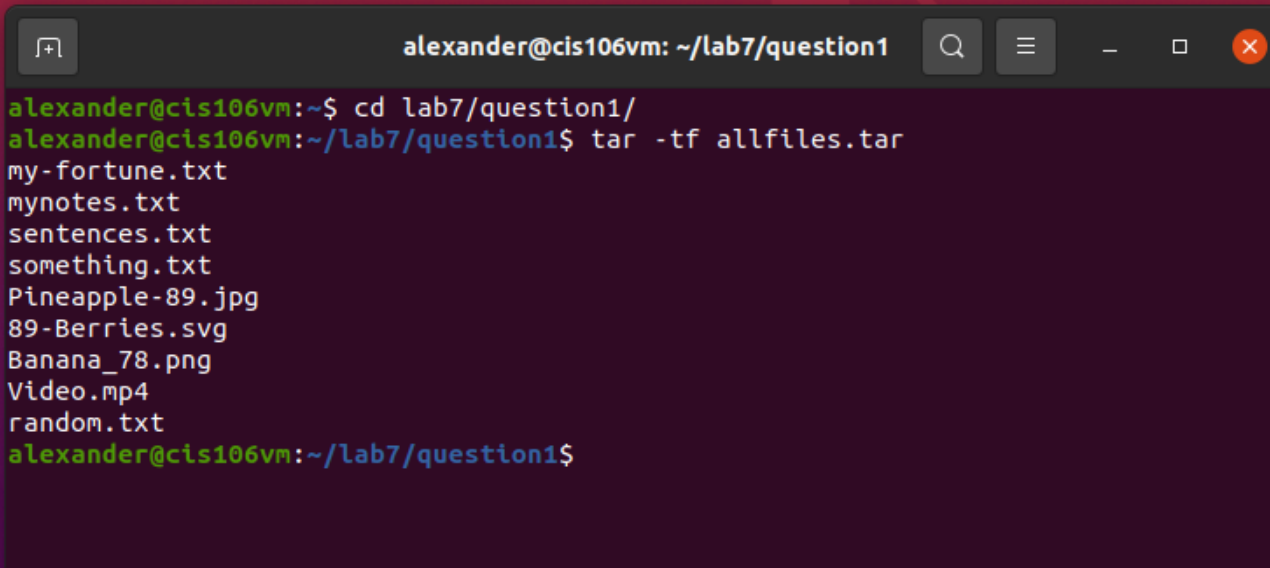 alexander@cis106vm: ~/lab7/question1
alexander@cis106vm:~$ cd lab7/question1/
alexander@cis106vm:~/lab7/question1$ tar -tf allfiles.tar
my-fortune.txt
mynotes.txt
sentences.txt
something.txt
Pineapple-89.jpg
89-Berries.svg
Banana_78.png
Video.mp4
random.txt
alexander@cis106vm:~/lab7/question1$